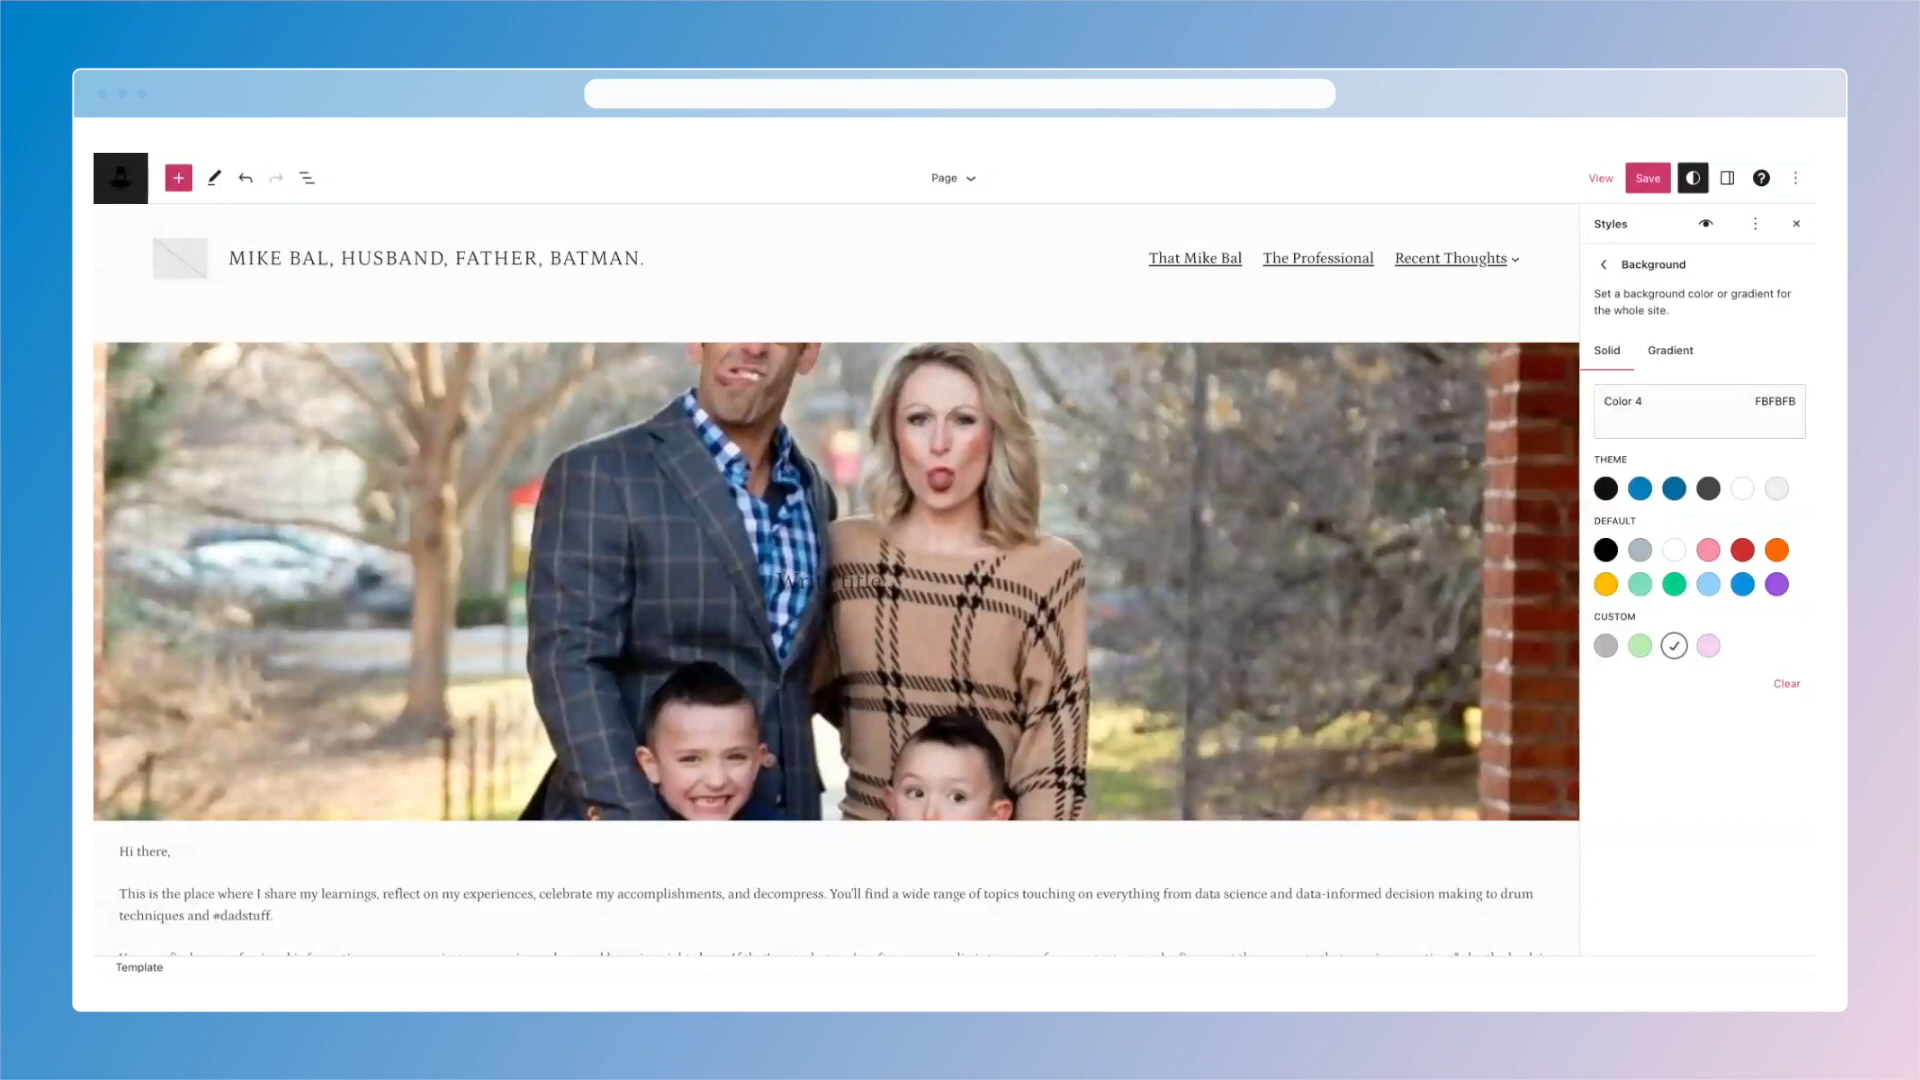 Page
View
Save
MIKE BAL, HUSBAND, FATHER, BATMAN.
That Mike Bal
The Professional
Recent Thoughts
Write title
Hi there,
This is the place where I share my learnings, reflect on my experiences, celebrate my accomplishments, and decompress. You'll find a wide range of topics touching on everything from data science and data-informed decision making to drum
techniques and #dadstuff.
Template
Styles
Background
Set a background color or gradient for
the whole site.
Solid
Gradient
Color 4
FBFBFB
THEME
DEFAULT
CUSTOM
Clear